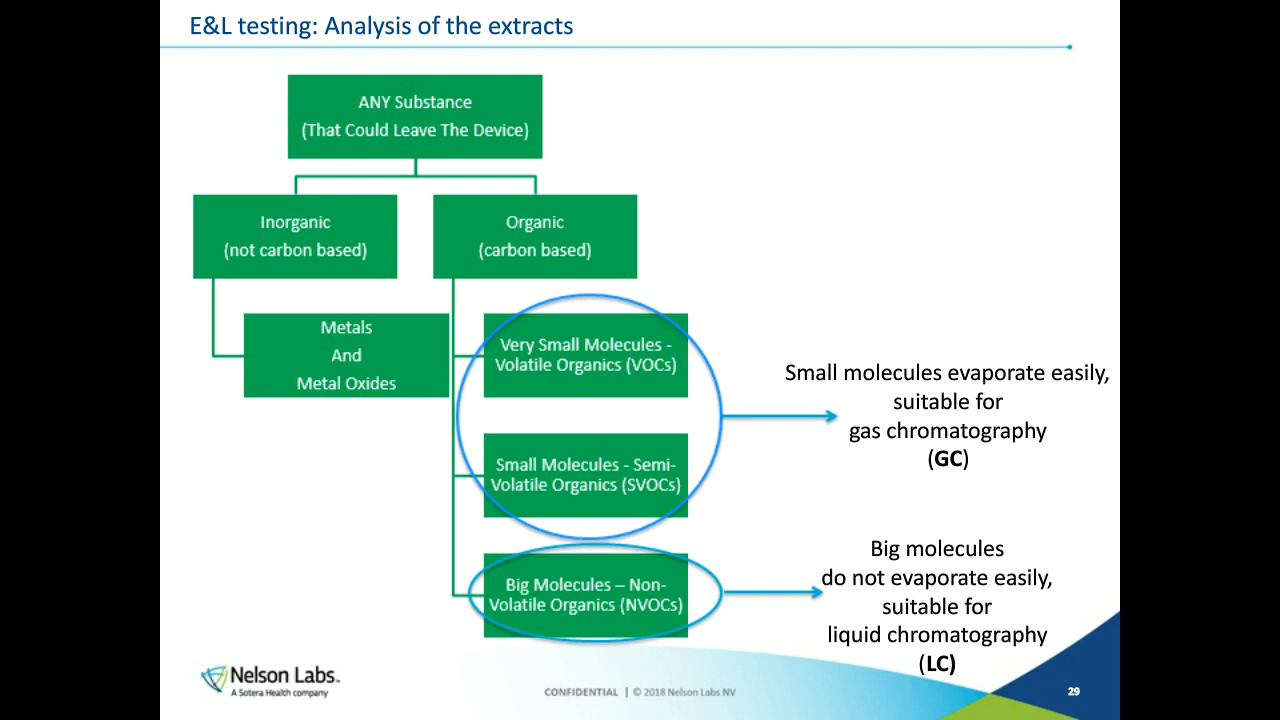 E&L testing: Analysis of the extracts
ANY Substance
(That Could Leave The Device)
Inorganic
(not carbon based)
Organic
(carbon based)
Metals
And
Metal Oxides
Very Small Molecules -
Volatile Organics (VOCs)
Small Molecules - Semi-
Volatile Organics (SVOCs)
Big Molecules – Non-
Volatile Organics (NVOCs)
Small molecules evaporate easily,
suitable for
gas chromatography
(GC)
Big molecules
do not evaporate easily,
suitable for
liquid chromatography
(LC)
Nelson Labs.
A Sotera Health company
CONFIDENTIAL | © 2018 Nelson Labs NV
29